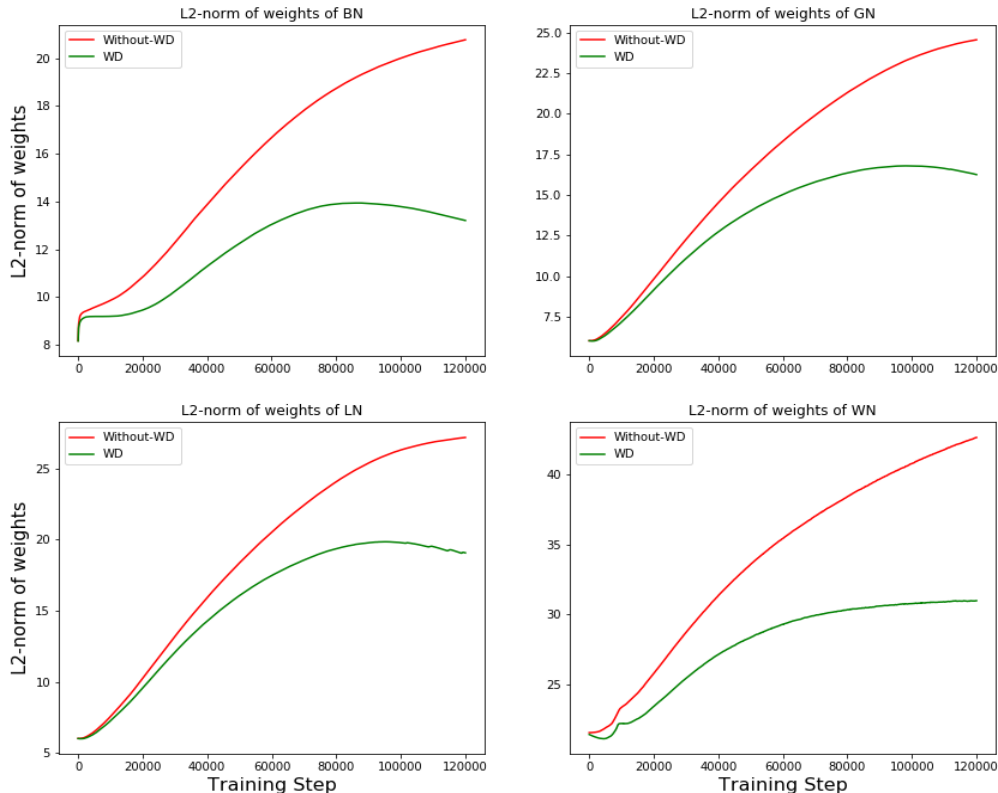 L2-norm of weights of BN
L2-norm of weights
Without-WD
WD
20
18
16
14
12
10
8
0 20000 40000 60000 80000 100000 120000
L2-norm of weights of GN
Without-WD
WD
25.0
22.5
20.0
17.5
15.0
12.5
10.0
7.5
0 20000 40000 60000 80000 100000 120000
L2-norm of weights of LN
L2-norm of weights
Without-WD
WD
25
20
15
10
5
0 20000 40000 60000 80000 100000 120000
Training Step
L2-norm of weights of WN
Without-WD
WD
40
35
30
25
0 20000 40000 60000 80000 100000 120000
Training Step